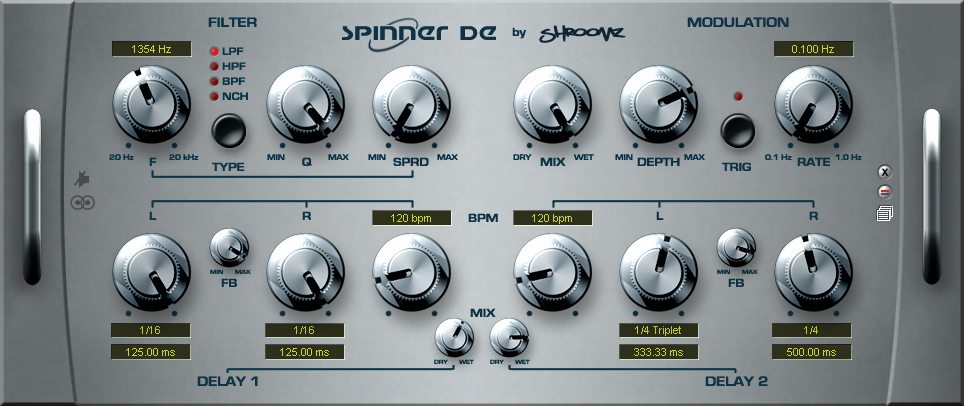 FILTER
SPINNER DE by SHROOMZ
MODULATION
1354 Hz
LPF
HPF
BPF
NCH
0.100 Hz
20 Hz F 20 kHz
TYPE
MIN Q MAX
MIN SPRD MAX
DRY MIX WET
MIN DEPTH MAX
TRIG
0.1 Hz RATE 1.0 Hz
L
R
120 bpm
BPM
120 bpm
L
R
MIN MAX
FB
MIN MAX
FB
1/16
125.00 ms
1/16
125.00 ms
MIX
DRY WET
DRY WET
1/4 Triplet
333.33 ms
1/4
500.00 ms
DELAY 1
DELAY 2
X